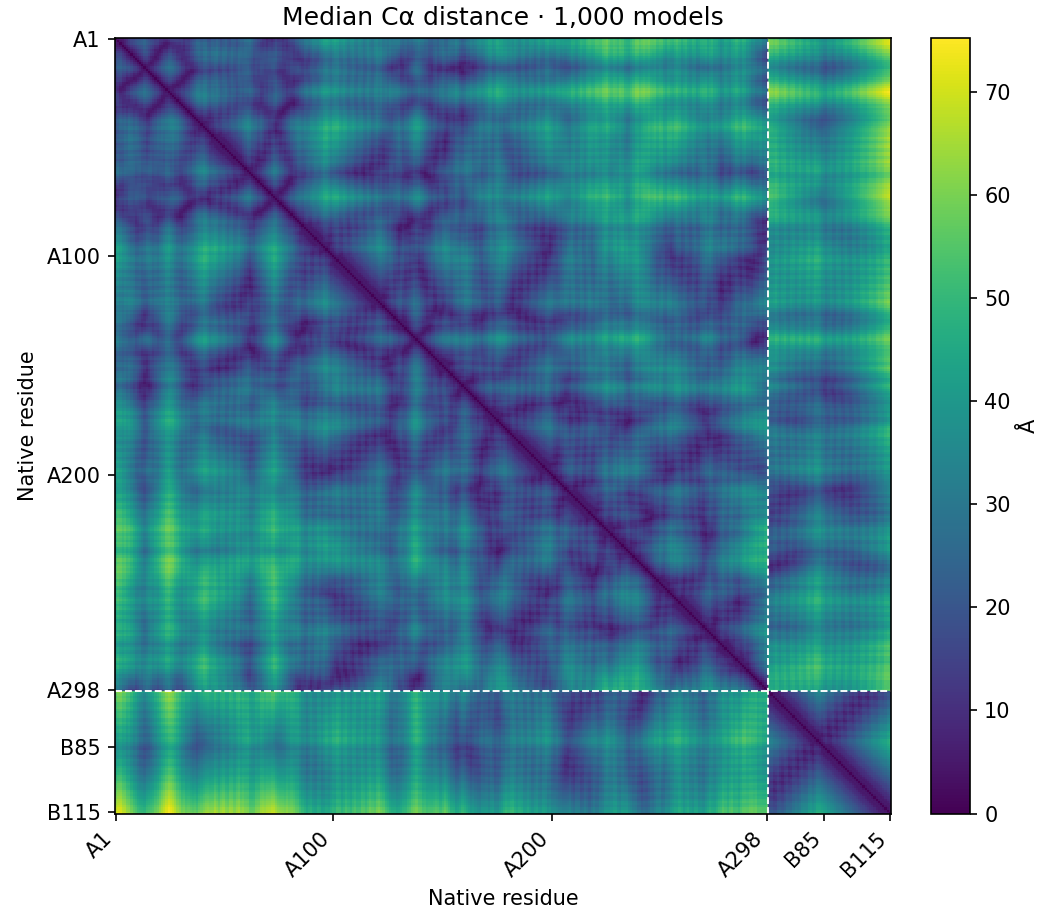 Median Cα distance · 1,000 models
A1
A100
A200
A298
B85
B115
Native residue
A1
A100
A200
A298
B85
B115
Native residue
70
60
50
40
30
20
10
0
Å